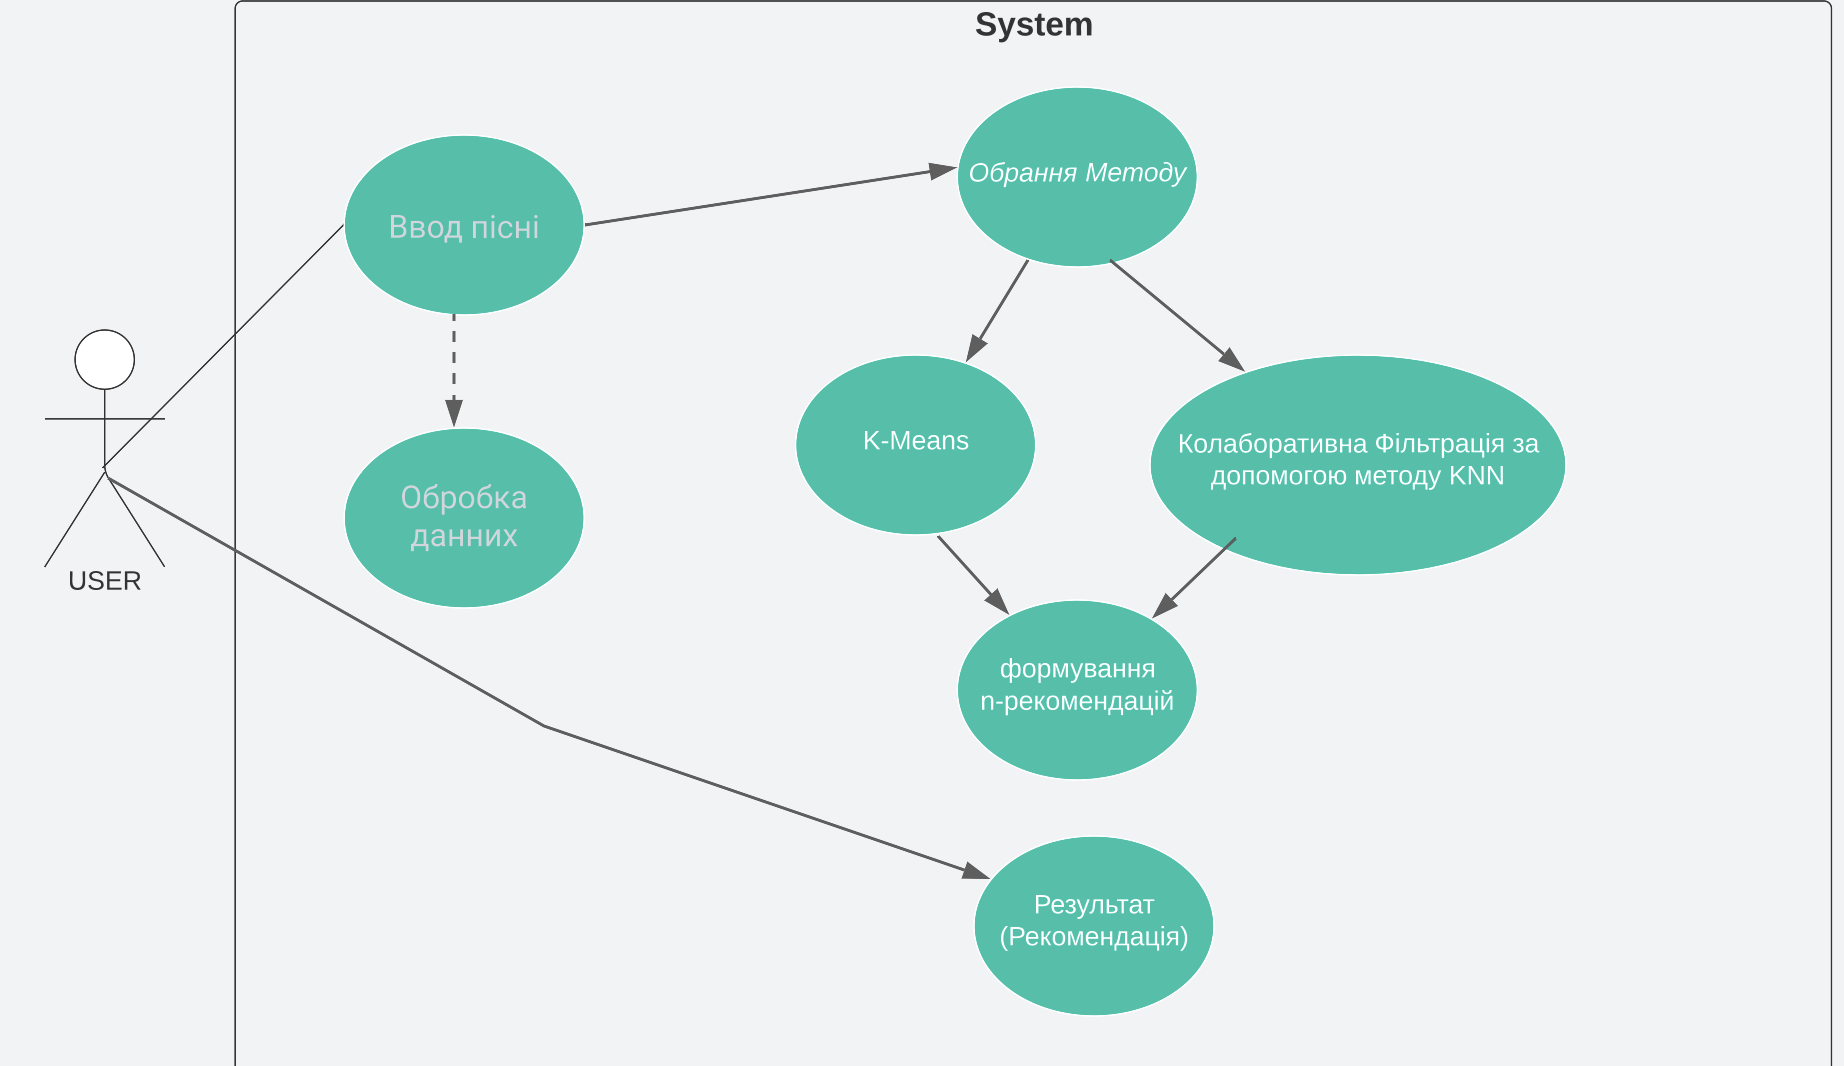 System
Обрання Методу
Ввод пісні
K-Means
Колаборативна Фільтрація за
допомогою методу KNN
Обробка
данних
USER
формування
n-рекомендацій
Результат
(Рекомендація)